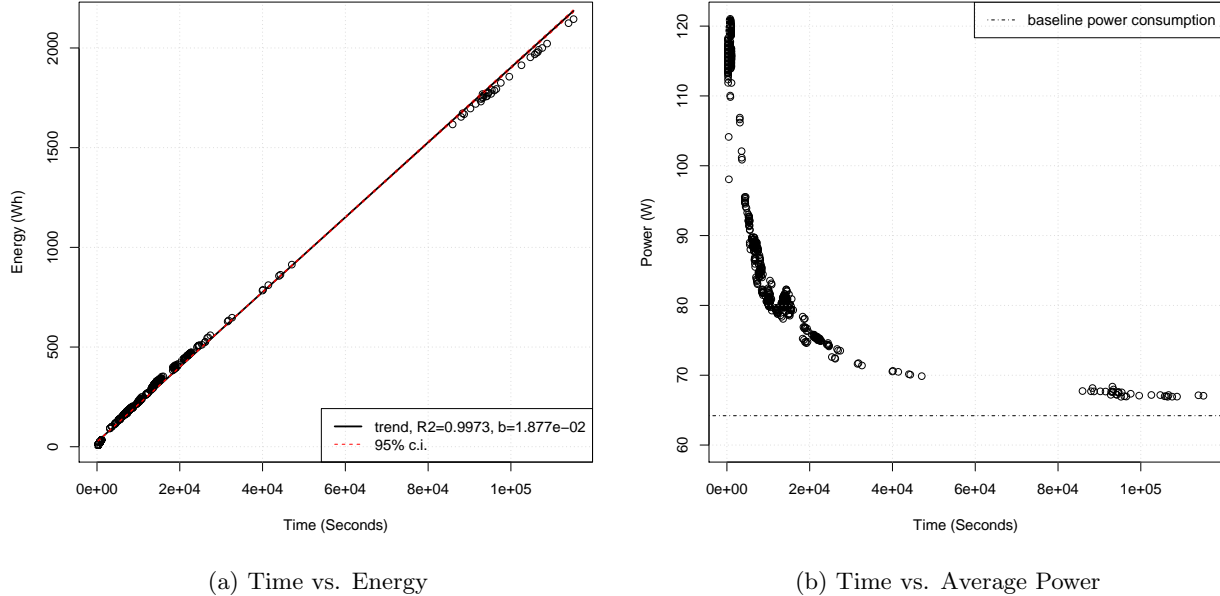 0e+00 2e+04 4e+04 6e+04 8e+04 1e+05
0 500 1000 1500 2000
Time (Seconds)
Energy (Wh)
trend, R2=0.9973, b=1.877e−02
95% c.i.
(a) Time vs. Energy
0e+00 2e+04 4e+04 6e+04 8e+04 1e+05
60 70 80 90 100 110 120
Time (Seconds)
Power (W)
baseline power consumption
(b) Time vs. Average Power